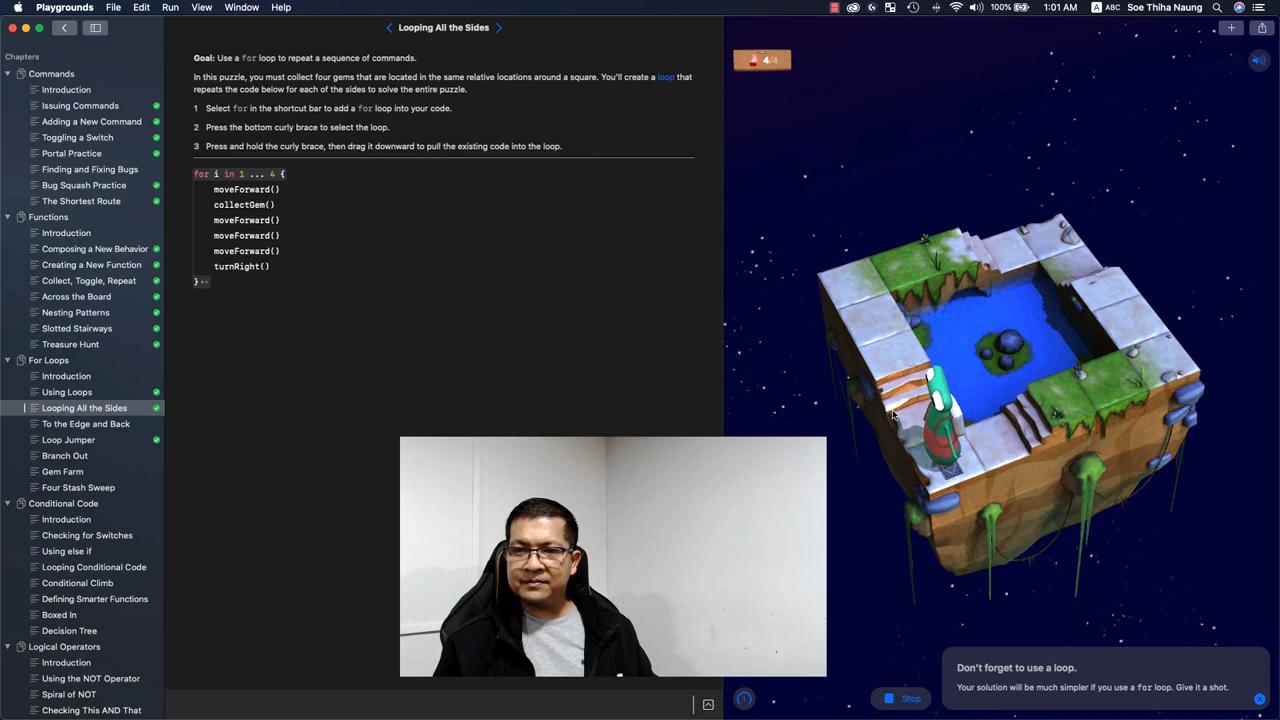 Playgrounds File Edit View Run Window Help 100% ABC 1:01 AM Soe Thiha Naung
Looping All the Sides
Chapters
Commands
Introduction
Issuing Commands
Adding a New Command
Toggling a Switch
Portal Practice
Finding and Fixing Bugs
Bug Squash Practice
The Shortest Route
Functions
Introduction
Composing a New Behavior
Creating a New Function
Collect, Toggle, Repeat
Across the Board
Nesting Patterns
Slotted Stairways
Treasure Hunt
For Loops
Introduction
Using Loops
Looping All the Sides
To the Edge and Back
Loop Jumper
Branch Out
Gem Farm
Four Stash Sweep
Conditional Code
Introduction
Checking for Switches
Using else if
Looping Conditional Code
Conditional Climb
Defining Smarter Functions
Boxed In
Decision Tree
Logical Operators
Introduction
Using the NOT Operator
Spiral of NOT
Checking This AND That
Goal: Use a for loop to repeat a sequence of commands.
In this puzzle, you must collect four gems that are located in the same relative locations around a square. You'll create a loop that
repeats the code below for each of the sides to solve the entire puzzle.
1 Select for in the shortcut bar to add a for loop into your code.
2 Press the bottom curly brace to select the loop.
3 Press and hold the curly brace, then drag it downward to pull the existing code into the loop.
for i in 1 ... 4 {
moveForward()
collectGem()
moveForward()
moveForward()
moveForward()
turnRight()
}
4/4
Don't forget to use a loop.
Your solution will be much simpler if you use a for loop. Give it a shot.
Stop